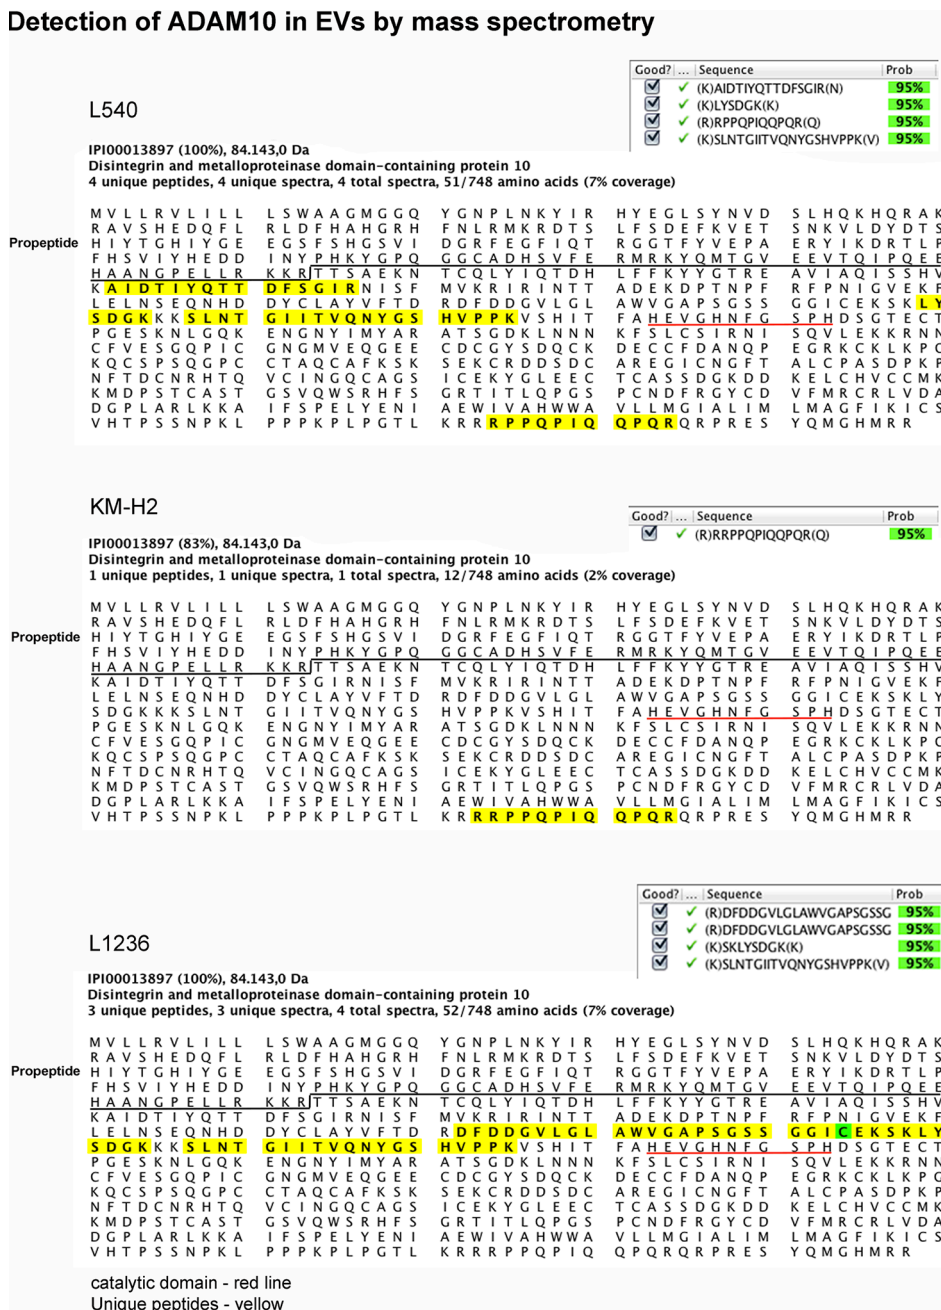 Detection of ADAM10 in EVs by mass spectrometry
Good? ... Sequence Prob
(K)AIDTIYQTTDFSGIR(N) 95%
(K)LYSDGK(K) 95%
(R)RPPQPIQQPQR(Q) 95%
(K)SLNTGIITVQNYGSHVPPK(V) 95%
L540
IPI00013897 (100%), 84.143,0 Da
Disintegrin and metalloproteinase domain-containing protein 10
4 unique peptides, 4 unique spectra, 4 total spectra, 51/748 amino acids (7% coverage)
M V L L R V L I L L L S W A A G M G G Q Y G N P L N K Y I R H Y E G L S Y N V D S L H Q K H Q R A K
R A V S H E D Q F L R L D F H A H G R H F N L R M K R D T S L F S D E F K V E T S N K V L D Y D T S
Propeptide H I Y T G H I Y G E E G S F S H G S V I D G R F E G F I Q T R G G T F Y V E P A E R Y I K D R T L P
F H S V I Y H E D D I N Y P H K Y G P Q G G C A D H S V F E R M R K Y Q M T G V E E V T Q I P Q E E
H A A N G P E L L R K K R T T S A E K N T C Q L Y I Q T D H L F F K Y Y G T R E A V I A Q I S S H V
K A I D T I Y Q T T D F S G I R N I S F M V K R I R I N T T A D E K D P T N P F R F P N I G V E K F
L E L N S E Q N H D D Y C L A Y V F T D R D F D D G V L G L A W V G A P S G S S G G I C E K S K L Y
S D G K K K S L N T G I I T V Q N Y G S H V P P K V S H I T F A H E V G H N F G S P H D S G T E C T
P G E S K N L G Q K E N G N Y I M Y A R A T S G D K L N N N K F S L C S I R N I S Q V L E K K R N N
C F V E S G Q P I C G N G M V E Q G E E C D C G Y S D Q C K D E C C F D A N Q P E G R K C K L K P G
K Q C S P S Q G P C C T A Q C A F K S K S E K C R D D S D C A R E G I C N G F T A L C P A S D P K P
N F T D C N R H T Q V C I N G Q C A G S I C E K Y G L E E C T C A S S D G K D D K E L C H V C C M K
K M D P S T C A S T G S V Q W S R H F S G R T I T L Q P G S P C N D F R G Y C D V F M R C R L V D A
D G P L A R L K K A I F S P E L Y E N I A E W I V A H W W A V L L M G I A L I M L M A G F I K I C S
V H T P S S N P K L P P P K P L P G T L K R R R P P Q P I Q Q P Q R Q R P R E S Y Q M G H M R R
KM-H2
Good? ... Sequence Prob
(R)RRPPQPIQQPQR(Q) 95%
IPI00013897 (83%), 84.143,0 Da
Disintegrin and metalloproteinase domain-containing protein 10
1 unique peptides, 1 unique spectra, 1 total spectra, 12/748 amino acids (2% coverage)
M V L L R V L I L L L S W A A G M G G Q Y G N P L N K Y I R H Y E G L S Y N V D S L H Q K H Q R A K
R A V S H E D Q F L R L D F H A H G R H F N L R M K R D T S L F S D E F K V E T S N K V L D Y D T S
Propeptide H I Y T G H I Y G E E G S F S H G S V I D G R F E G F I Q T R G G T F Y V E P A E R Y I K D R T L P
F H S V I Y H E D D I N Y P H K Y G P Q G G C A D H S V F E R M R K Y Q M T G V E E V T Q I P Q E E
H A A N G P E L L R K K R T T S A E K N T C Q L Y I Q T D H L F F K Y Y G T R E A V I A Q I S S H V
K A I D T I Y Q T T D F S G I R N I S F M V K R I R I N T T A D E K D P T N P F R F P N I G V E K F
L E L N S E Q N H D D Y C L A Y V F T D R D F D D G V L G L A W V G A P S G S S G G I C E K S K L Y
S D G K K K S L N T G I I T V Q N Y G S H V P P K V S H I T F A H E V G H N F G S P H D S G T E C T
P G E S K N L G Q K E N G N Y I M Y A R A T S G D K L N N N K F S L C S I R N I S Q V L E K K R N N
C F V E S G Q P I C G N G M V E Q G E E C D C G Y S D Q C K D E C C F D A N Q P E G R K C K L K P G
K Q C S P S Q G P C C T A Q C A F K S K S E K C R D D S D C A R E G I C N G F T A L C P A S D P K P
N F T D C N R H T Q V C I N G Q C A G S I C E K Y G L E E C T C A S S D G K D D K E L C H V C C M K
K M D P S T C A S T G S V Q W S R H F S G R T I T L Q P G S P C N D F R G Y C D V F M R C R L V D A
D G P L A R L K K A I F S P E L Y E N I A E W I V A H W W A V L L M G I A L I M L M A G F I K I C S
V H T P S S N P K L P P P K P L P G T L K R R R P P Q P I Q Q P Q R Q R P R E S Y Q M G H M R R
Good? ... Sequence Prob
(R)DFDDGVLGLAWVGAPSGSSG 95%
(R)DFDDGVLGLAWVGAPSGSSG 95%
(K)SKLYSDGK(K) 95%
(K)SLNTGIITVQNYGSHVPPK(V) 95%
L1236
IPI00013897 (100%), 84.143,0 Da
Disintegrin and metalloproteinase domain-containing protein 10
3 unique peptides, 3 unique spectra, 4 total spectra, 52/748 amino acids (7% coverage)
M V L L R V L I L L L S W A A G M G G Q Y G N P L N K Y I R H Y E G L S Y N V D S L H Q K H Q R A K
R A V S H E D Q F L R L D F H A H G R H F N L R M K R D T S L F S D E F K V E T S N K V L D Y D T S
Propeptide H I Y T G H I Y G E E G S F S H G S V I D G R F E G F I Q T R G G T F Y V E P A E R Y I K D R T L P
F H S V I Y H E D D I N Y P H K Y G P Q G G C A D H S V F E R M R K Y Q M T G V E E V T Q I P Q E E
H A A N G P E L L R K K R T T S A E K N T C Q L Y I Q T D H L F F K Y Y G T R E A V I A Q I S S H V
K A I D T I Y Q T T D F S G I R N I S F M V K R I R I N T T A D E K D P T N P F R F P N I G V E K F
L E L N S E Q N H D D Y C L A Y V F T D R D F D D G V L G L A W V G A P S G S S G G I C E K S K L Y
S D G K K K S L N T G I I T V Q N Y G S H V P P K V S H I T F A H E V G H N F G S P H D S G T E C T
P G E S K N L G Q K E N G N Y I M Y A R A T S G D K L N N N K F S L C S I R N I S Q V L E K K R N N
C F V E S G Q P I C G N G M V E Q G E E C D C G Y S D Q C K D E C C F D A N Q P E G R K C K L K P G
K Q C S P S Q G P C C T A Q C A F K S K S E K C R D D S D C A R E G I C N G F T A L C P A S D P K P
N F T D C N R H T Q V C I N G Q C A G S I C E K Y G L E E C T C A S S D G K D D K E L C H V C C M K
K M D P S T C A S T G S V Q W S R H F S G R T I T L Q P G S P C N D F R G Y C D V F M R C R L V D A
D G P L A R L K K A I F S P E L Y E N I A E W I V A H W W A V L L M G I A L I M L M A G F I K I C S
V H T P S S N P K L P P P K P L P G T L K R R R P P Q P I Q Q P Q R Q R P R E S Y Q M G H M R R
catalytic domain - red line
Unique peptides - yellow